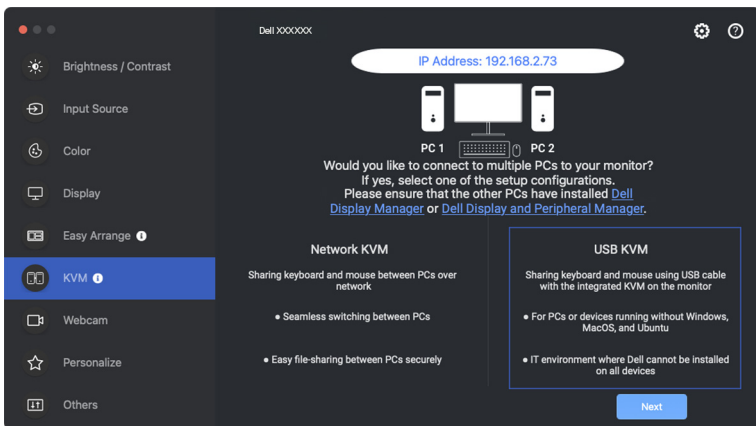 Dell XXXXXX
IP Address: 192.168.2.73
Brightness / Contrast
Input Source
Color
Display
Easy Arrange
KVM
Webcam
Personalize
Others
PC 1
PC 2
Would you like to connect to multiple PCs to your monitor?
If yes, select one of the setup configurations.
Please ensure that the other PCs have installed Dell
Display Manager or Dell Display and Peripheral Manager.
Network KVM
Sharing keyboard and mouse between PCs over
network
• Seamless switching between PCs
• Easy file-sharing between PCs securely
USB KVM
Sharing keyboard and mouse using USB cable
with the integrated KVM on the monitor
• For PCs or devices running without Windows,
MacOS, and Ubuntu
• IT environment where Dell cannot be installed
on all devices
Next